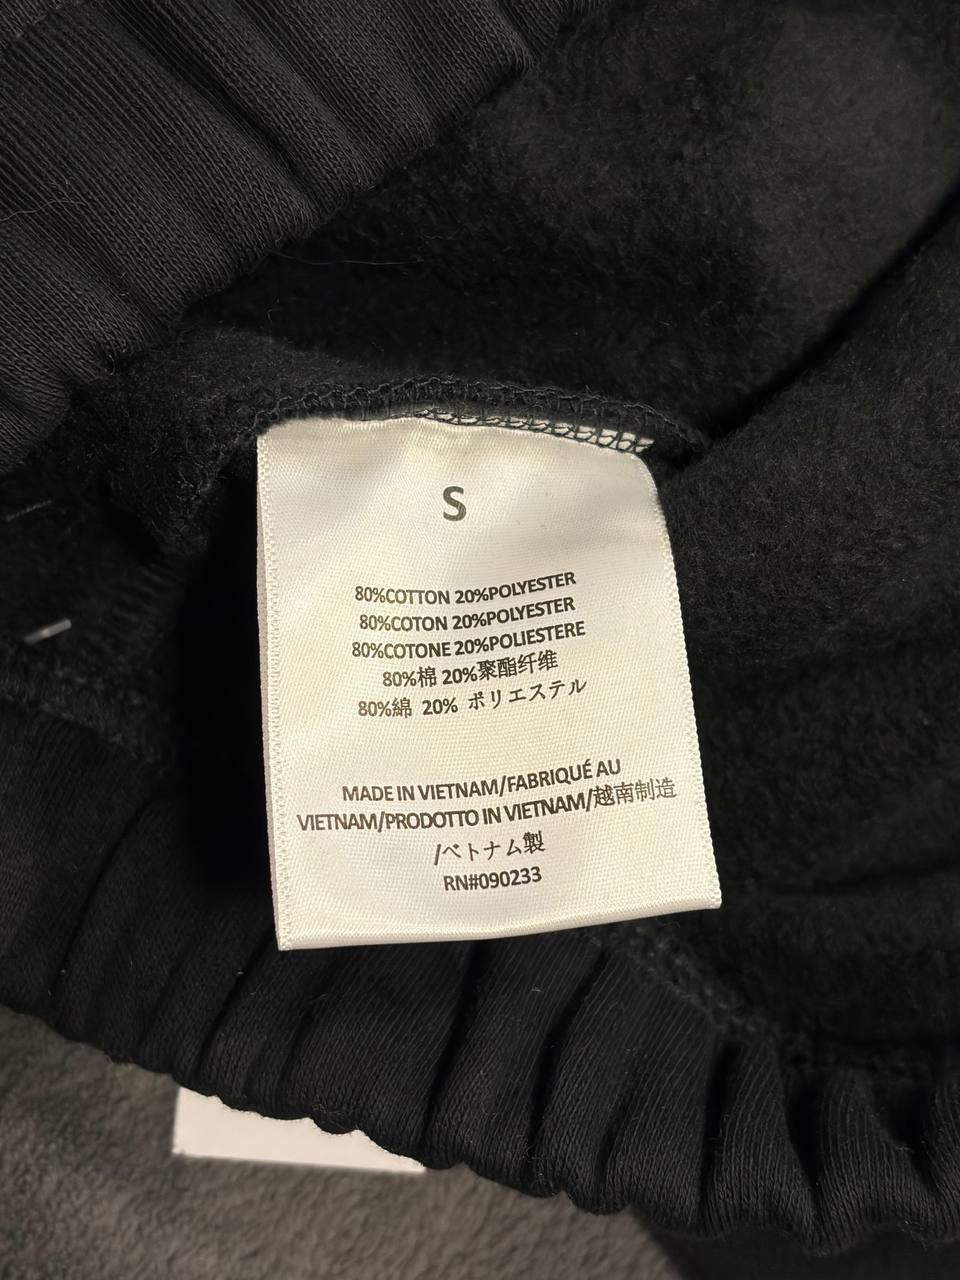 S
80%COTTON 20%POLYESTER
80%COTON 20%POLYESTER
80%COTONE 20%POLIESTERE
80%棉 20%聚酯纤维
80%綿 20% ポリエステル
MADE IN VIETNAM/FABRIQUÉ AU
VIETNAM/PRODOTTO IN VIETNAM/越南制造
/ベトナム製
RN#090233